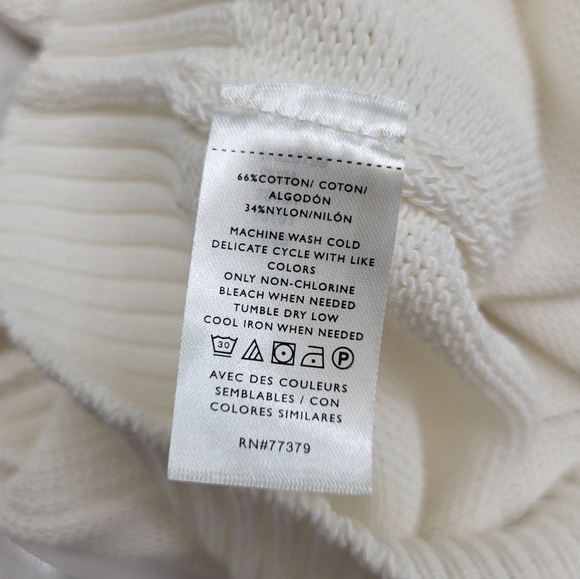 66%COTTON/ COTON/
ALGODÓN
34%NYLON/NILÓN
MACHINE WASH COLD
DELICATE CYCLE WITH LIKE
COLORS
ONLY NON-CHLORINE
BLEACH WHEN NEEDED
TUMBLE DRY LOW
COOL IRON WHEN NEEDED
30 P
AVEC DES COULEURS
SEMBLABLES / CON
COLORES SIMILARES
RN#77379